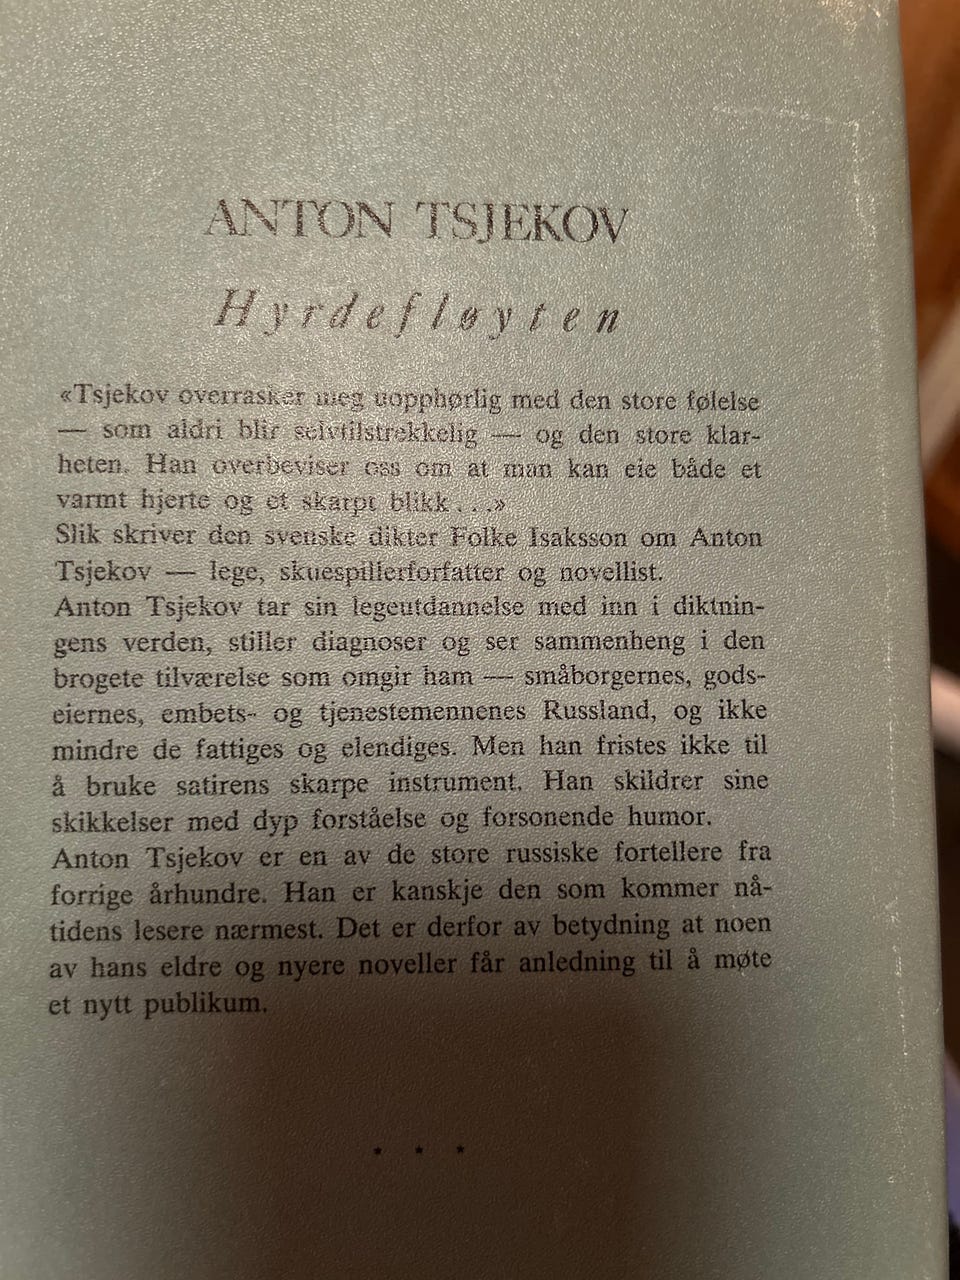 ANTON TSJEKOV
Hyrdefløyten
«Tsjekov overrasker meg uopphørlig med den store følelse
— som aldri blir selvtilstrekkelig — og den store klar-
heten. Han overbeviser oss om at man kan eie både et
varmt hjerte og et skarpt blikk...»
Slik skriver den svenske dikter Folke Isaksson om Anton
Tsjekov — lege, skuespillerforfatter og novellist.
Anton Tsjekov tar sin legeutdannelse med inn i diktnin-
gens verden, stiller diagnoser og ser sammenheng i den
brogete tilværelse som omgir ham — småborgernes, gods-
eiernes, embets- og tjenestemennenes Russland, og ikke
mindre de fattiges og elendiges. Men han fristes ikke til
å bruke satirens skarpe instrument. Han skildrer sine
skikkelser med dyp forståelse og forsonende humor.
Anton Tsjekov er en av de store russiske fortellere fra
forrige århundre. Han er kanskje den som kommer nå-
tidens lesere nærmest. Det er derfor av betydning at noen
av hans eldre og nyere noveller får anledning til å møte
et nytt publikum.
* * *